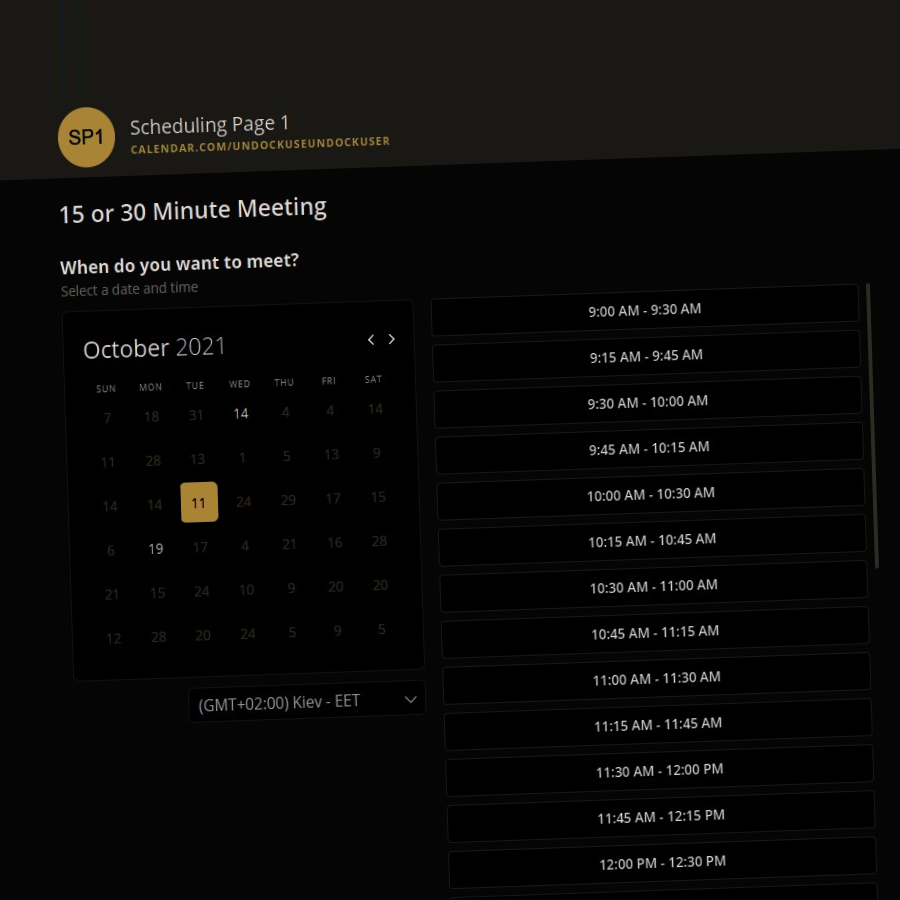 SP1
Scheduling Page 1
CALENDAR.COM/UNDOCKUSEUNDOCKUSER
15 or 30 Minute Meeting
When do you want to meet?
Select a date and time
October 2021
SUN MON TUE WED THU FRI SAT
7 18 31 14 4 4 14
11 28 13 1 5 13 9
14 14 11 24 29 17 15
6 19 17 4 21 16 28
21 15 24 10 9 20 20
12 28 20 24 5 9 5
(GMT+02:00) Kiev - EET
9:00 AM - 9:30 AM
9:15 AM - 9:45 AM
9:30 AM - 10:00 AM
9:45 AM - 10:15 AM
10:00 AM - 10:30 AM
10:15 AM - 10:45 AM
10:30 AM - 11:00 AM
10:45 AM - 11:15 AM
11:00 AM - 11:30 AM
11:15 AM - 11:45 AM
11:30 AM - 12:00 PM
11:45 AM - 12:15 PM
12:00 PM - 12:30 PM